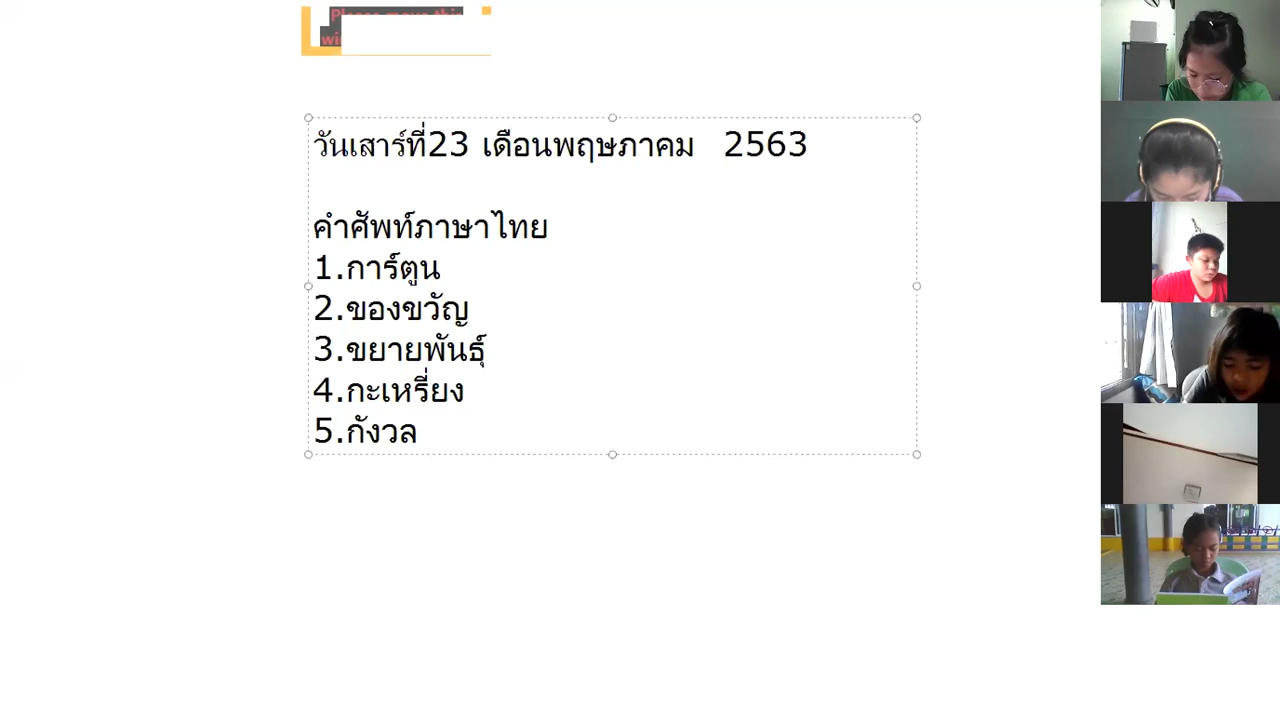 Please move this
วันเสาร์ที่23 เดือนพฤษภาคม 2563
คำศัพท์ภาษาไทย
1.การ์ตูน
2.ของขวัญ
3.ขยายพันธุ์
4.กะเหรี่ยง
5.กังวล